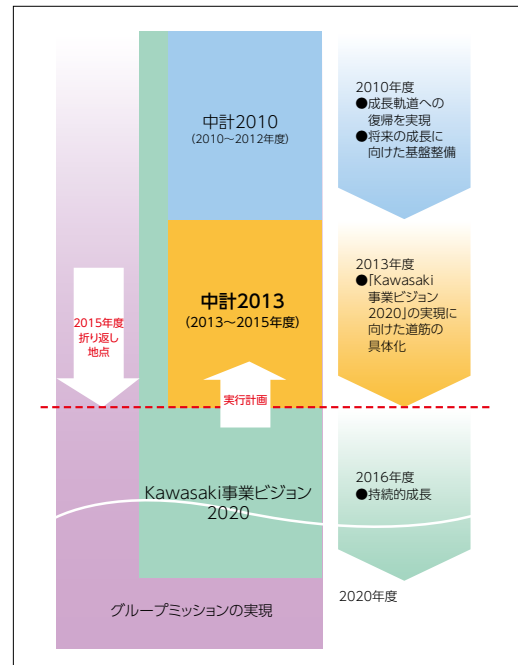 中計2010
(2010〜2012年度)
2010年度
●成長軌道への
復帰を実現
●将来の成長に
向けた基盤整備
中計2013
(2013〜2015年度)
2013年度
●「Kawasaki
事業ビジョン
2020」の実現に
向けた道筋の
具体化
2015年度
折り返し
地点
実行計画
Kawasaki事業ビジョン
2020
2016年度
●持続的成長
2020年度
グループミッションの実現